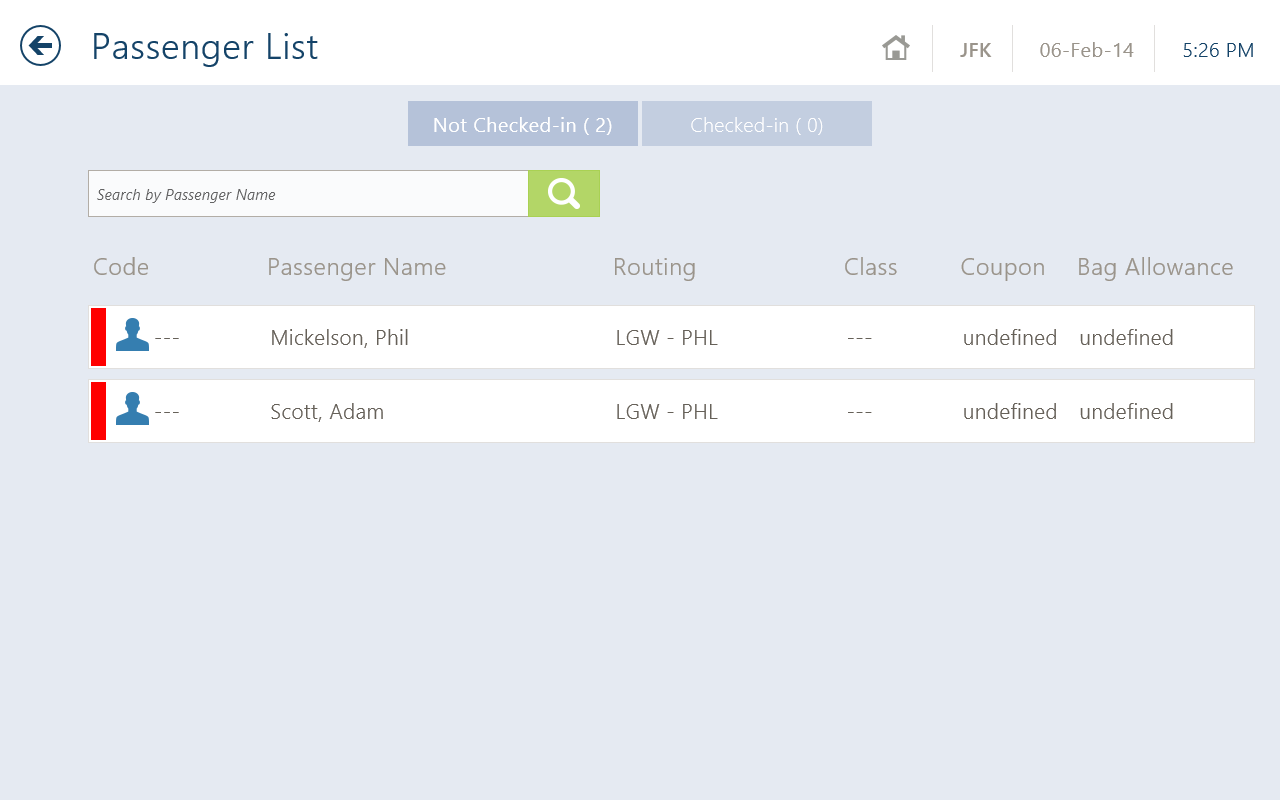 Passenger List JFK 06-Feb-14 5:26 PM
Not Checked-in ( 2) Checked-in ( 0)
Search by Passenger Name
Code Passenger Name Routing Class Coupon Bag Allowance
--- Mickelson, Phil LGW - PHL --- undefined undefined
--- Scott, Adam LGW - PHL --- undefined undefined